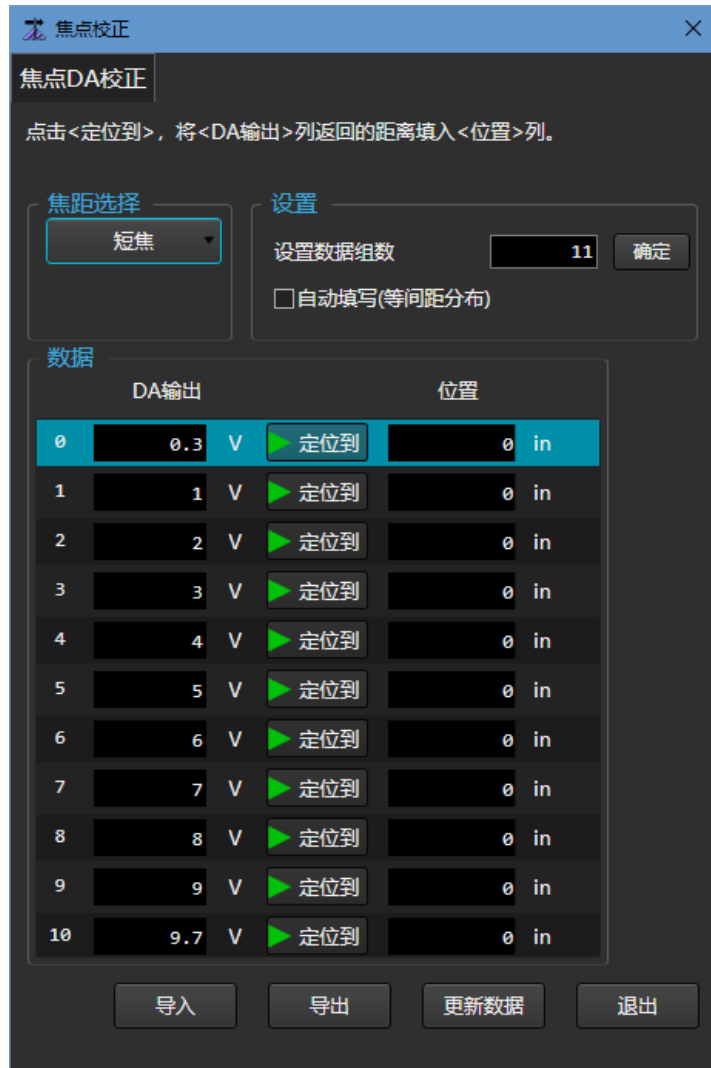 焦点校正
焦点DA校正
点击<定位到>，将<DA输出>列返回的距离填入<位置>列。
焦距选择
短焦
设置
设置数据组数 11 确定
自动填写(等间距分布)
数据
DA输出 位置
0 0.3 V 定位到 0 in
1 1 V 定位到 0 in
2 2 V 定位到 0 in
3 3 V 定位到 0 in
4 4 V 定位到 0 in
5 5 V 定位到 0 in
6 6 V 定位到 0 in
7 7 V 定位到 0 in
8 8 V 定位到 0 in
9 9 V 定位到 0 in
10 9.7 V 定位到 0 in
导入 导出 更新数据 退出